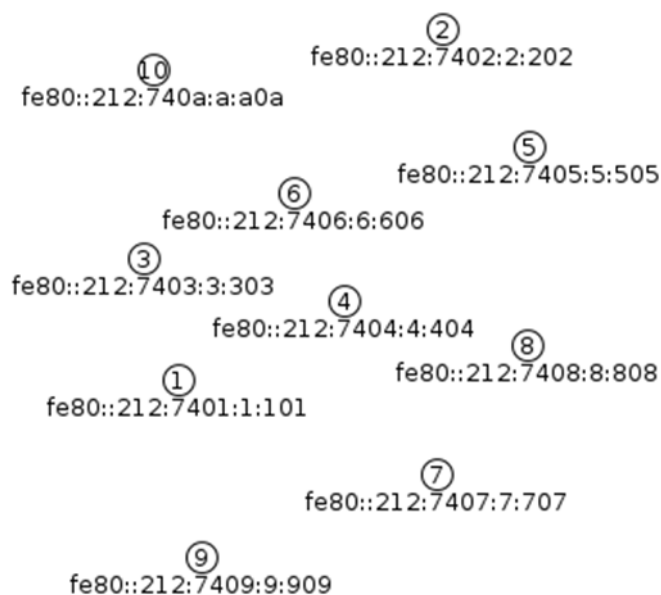 2
fe80::212:7402:2:202
10
fe80::212:740a:a:a0a
5
fe80::212:7405:5:505
6
fe80::212:7406:6:606
3
fe80::212:7403:3:303
4
fe80::212:7404:4:404
8
fe80::212:7408:8:808
1
fe80::212:7401:1:101
7
fe80::212:7407:7:707
9
fe80::212:7409:9:909